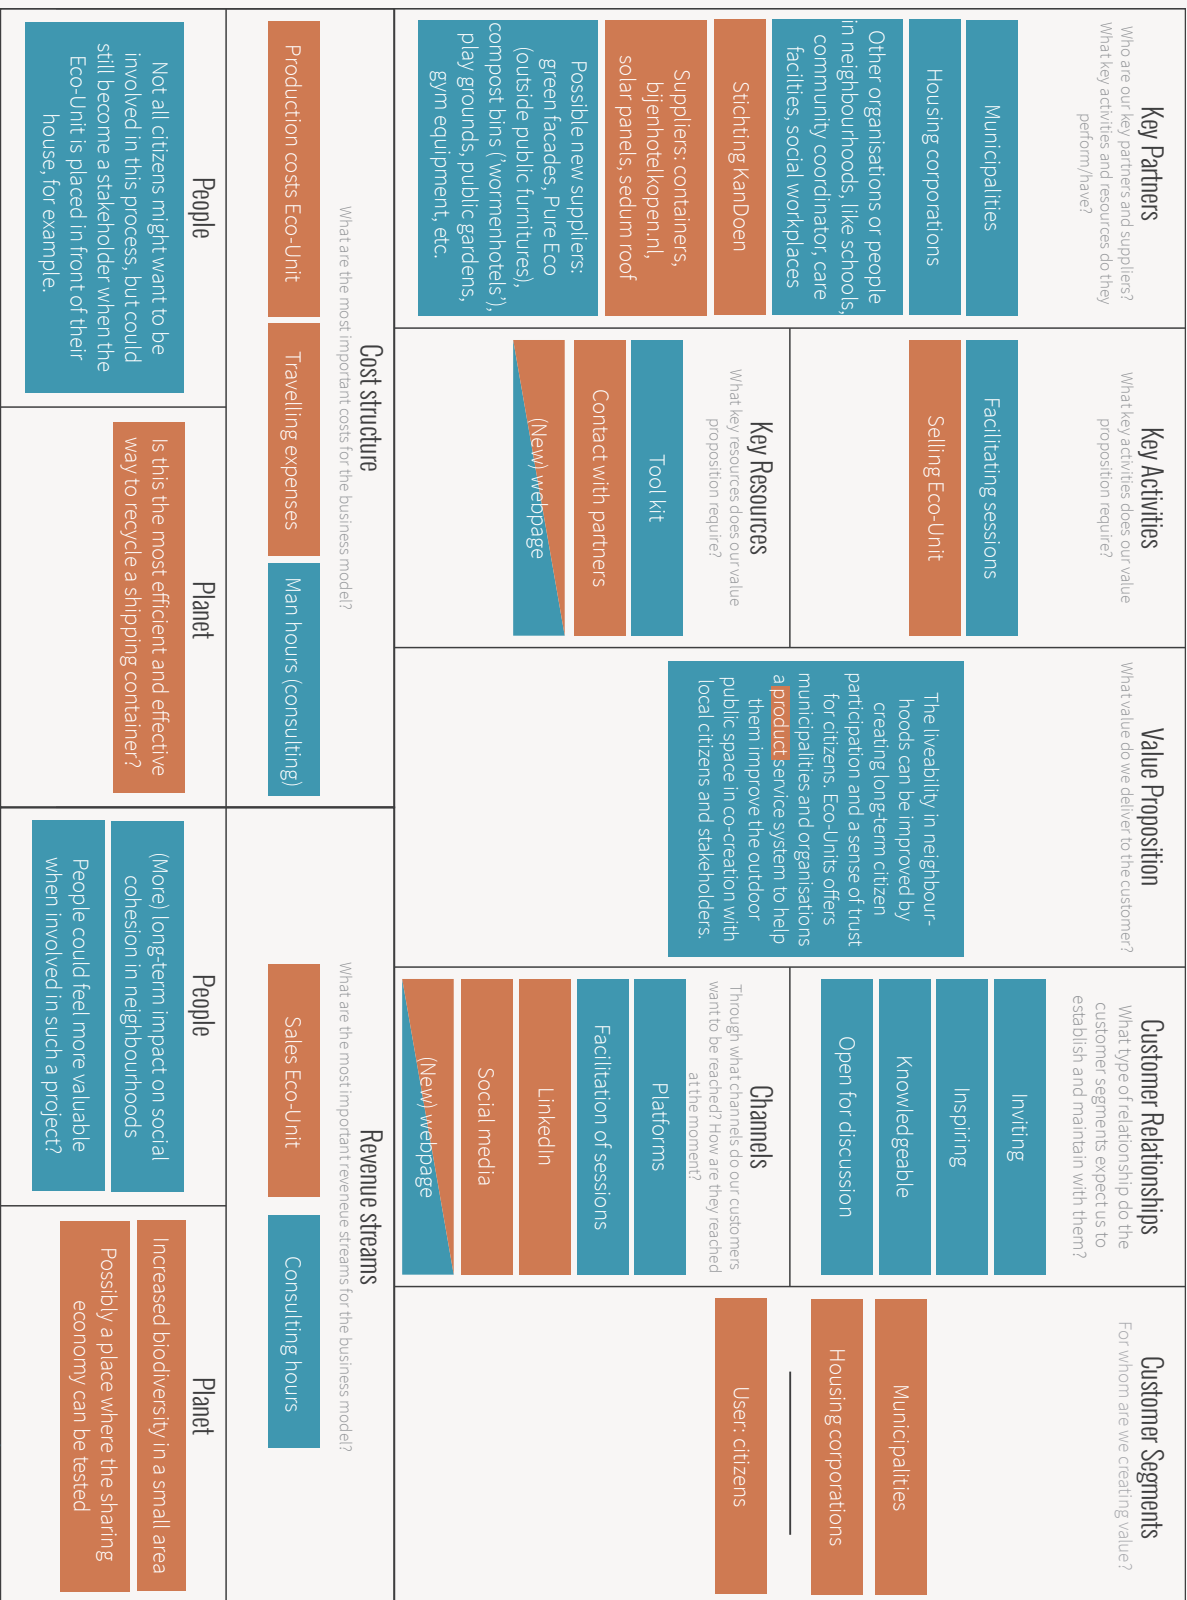 Key Partners
Who are our key partners and suppliers?
What key activities and resources do they
perform/have?
Municipalities
Housing corporations
Other organisations or people
in neighbourhoods, like schools,
community coordinator, care
facilties, social workplaces
Stichting KanDoen
Suppliers: containers,
bijenhotelkopen.nl,
solar panels, sedum roof
Possible new suppliers:
green facades, Pure Eco
(outside public furnitures),
compost bins ('wormenhotels'),
play grounds, public gardens,
gym equipment, etc.
Key Activities
What key activities does our value
proposition require?
Facilitating sessions
Selling Eco-Unit
Key Resources
What key resources does our value
proposition require?
Tool kit
Contact with partners
(New) webpage
Value Proposition
What value do we deliver to the customer?
The liveability in neighbour-
hoods can be improved by
creating long-term citizen
participation and a sense of trust
for citizens. Eco-Units offers
municipalities and organisations
a product service system to help
them improve the outdoor
public space in co-creation with
local citizens and stakeholders.
Customer Relationships
What type of relationship do the
customer segments expect us to
establish and maintain with them?
Inviting
Inspiring
Knowledgeable
Open for discussion
Channels
Through what channels do our customers
want to be reached? How are they reached
at the moment?
Platforms
Facilitation of sessions
LinkedIn
Social media
(New) webpage
Customer Segments
For whom are we creating value?
Municipalities
Housing corporations
User: citizens
Cost structure
What are the most important costs for the business model?
Production costs Eco-Unit
Travelling expenses
Man hours (consulting)
Revenue streams
What are the most important reveneue streams for the business model?
Sales Eco-Unit
Consulting hours
People
Not all citizens might want to be
involved in this process, but could
still become a stakeholder when the
Eco-Unit is placed in front of their
house, for example.
Planet
Is this the most efficient and effective
way to recycle a shipping container?
People
(More) long-term impact on social
cohesion in neighbourhoods
People could feel more valuable
when involved in such a project?
Planet
Increased biodiversity in a small area
Possibly a place where the sharing
economy can be tested